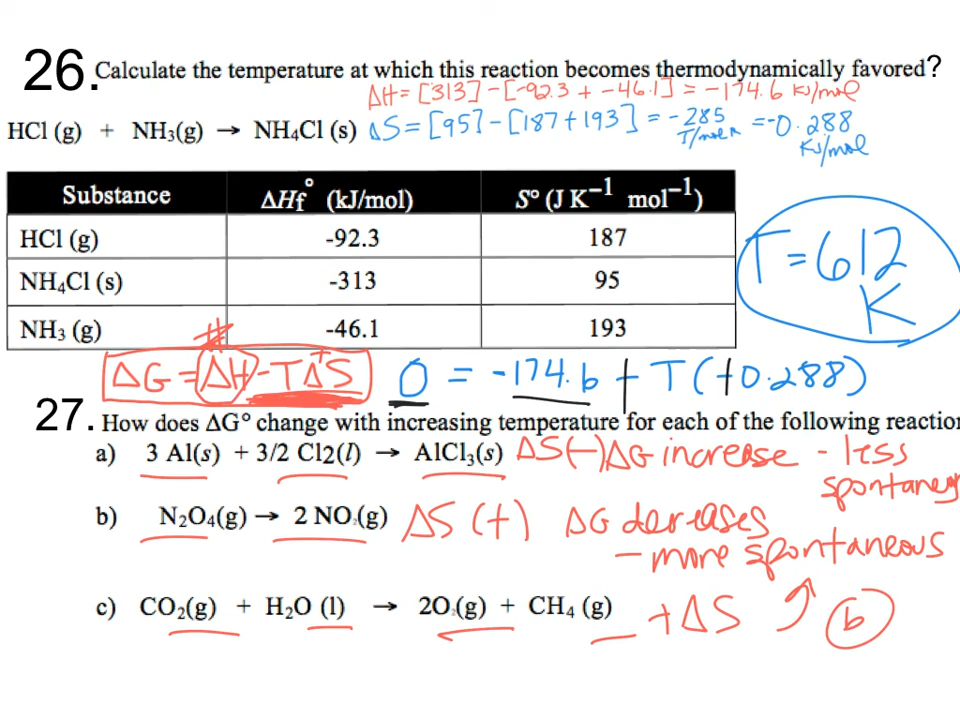 26. Calculate the temperature at which this reaction becomes thermodynamically favored?
ΔH = [313] - [-92.3 + -46.1] = -174.6 KJ/mol
HCl (g) + NH₃(g) → NH₄Cl (s) ΔS = [95] - [187+193] = -285 = -0.288
J/molK KJ/mol
Substance ΔHf° (kJ/mol) S° (J K⁻¹ mol⁻¹)
HCl (g) -92.3 187
NH₄Cl (s) -313 95
NH₃ (g) -46.1 193
T = 612
K
ΔG = ΔH - TΔS 0 = -174.6 + T(+0.288)
27. How does ΔG° change with increasing temperature for each of the following reaction
a) 3 Al(s) + 3/2 Cl2(l) → AlCl₃(s) ΔS(-) ΔG increase - less
spontaneo
b) N₂O₄(g) → 2 NO₂(g) ΔS (+) ΔG decreases
- more spontaneous
c) CO₂(g) + H₂O (l) → 2O₂(g) + CH₄ (g) + ΔS ↗ b